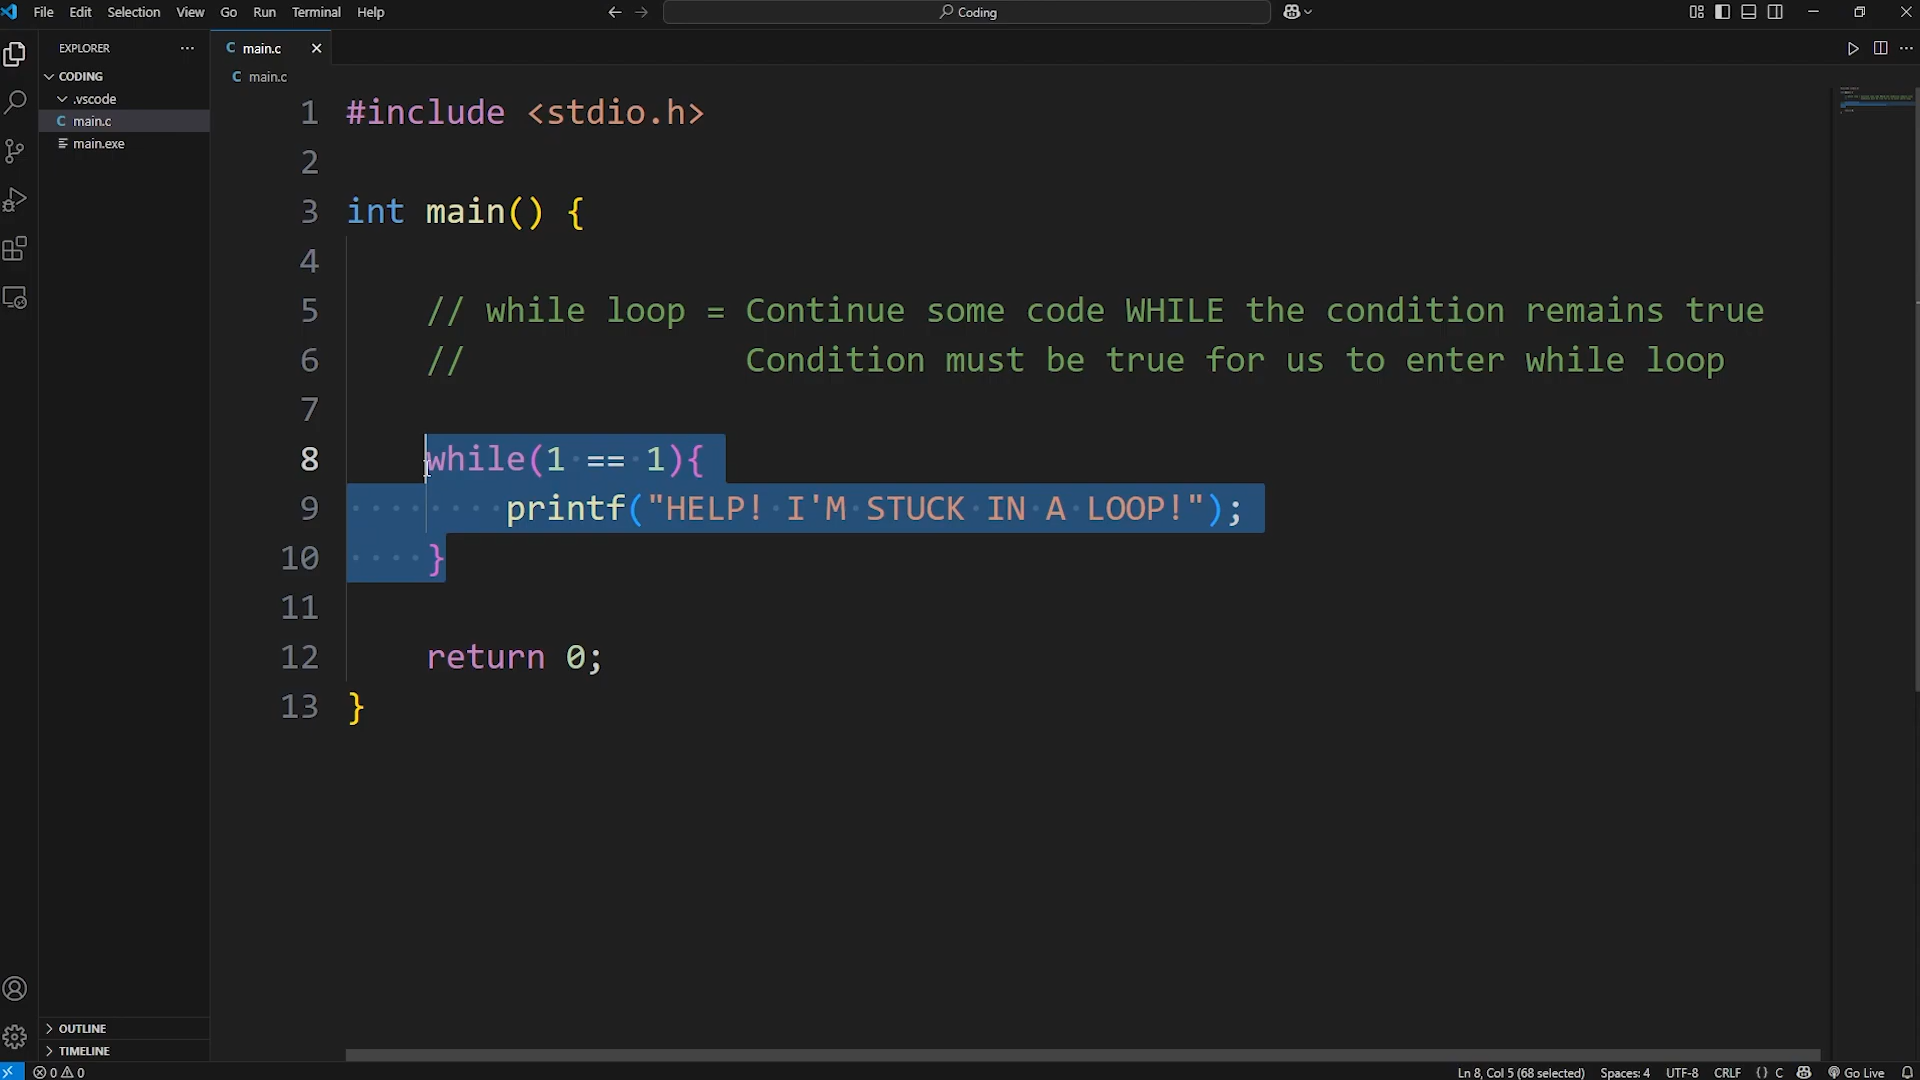 File Edit Selection View Go Run Terminal Help
Coding
EXPLORER
main.c
CODING
main.c
.vscode
main.c
main.exe
1 #include <stdio.h>
2
3 int main() {
4
5 // while loop = Continue some code WHILE the condition remains true
6 // Condition must be true for us to enter while loop
7
8 while(1 == 1){
9 printf("HELP! I'M STUCK IN A LOOP!");
10 }
11
12 return 0;
13 }
OUTLINE
TIMELINE
0 0 Ln 8, Col 5 (68 selected) Spaces: 4 UTF-8 CRLF {} C Go Live